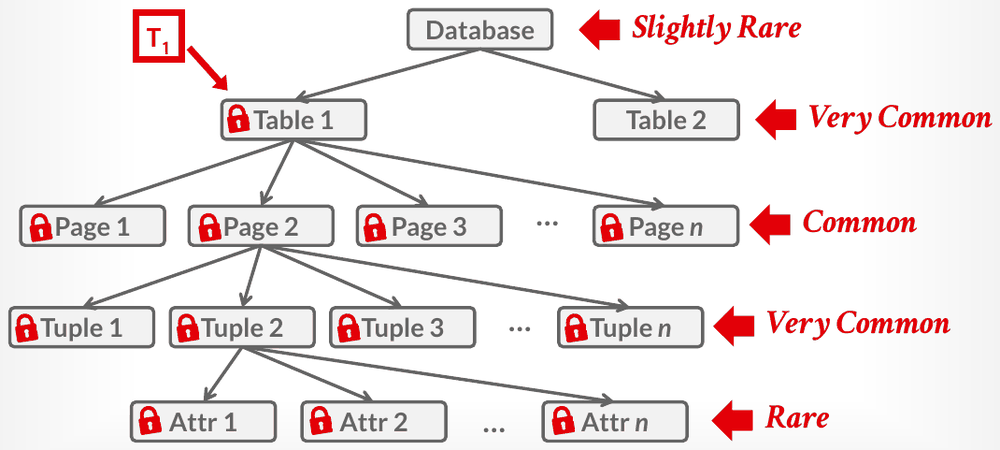 T1
Database
Slightly Rare
Table 1
Table 2
Very Common
Page 1
Page 2
Page 3
...
Page n
Common
Tuple 1
Tuple 2
Tuple 3
...
Tuple n
Very Common
Attr 1
Attr 2
...
Attr n
Rare